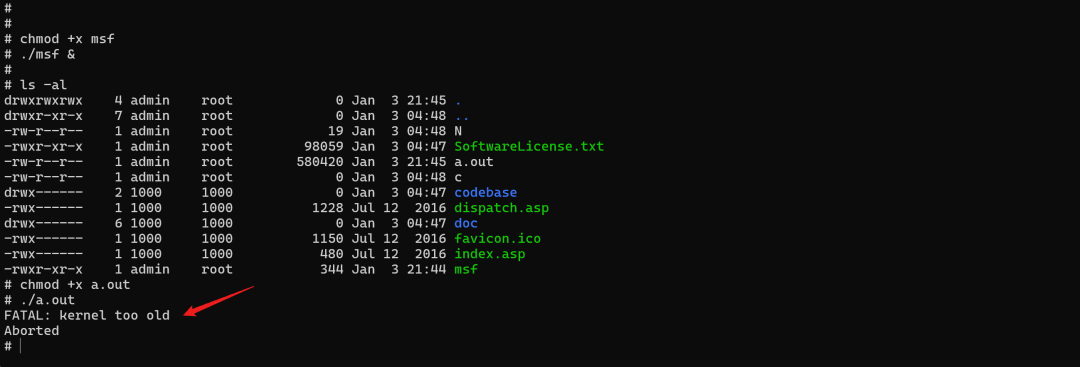 #
#
# chmod +x msf
# ./msf &
#
# ls -al
drwxrwxrwx    4 admin    root             0 Jan  3 21:45 .
drwxr-xr-x    7 admin    root             0 Jan  3 04:48 ..
-rw-r--r--    1 admin    root            19 Jan  3 04:48 N
-rw-r--r--    1 admin    root         98059 Jan  3 04:47 SoftwareLicense.txt
-rw-r--r--    1 admin    root        580420 Jan  3 21:45 a.out
-rw-r--r--    1 admin    root             0 Jan  3 04:48 c
drwx------    2 1000     1000             0 Jan  3 04:47 codebase
-rwx------    1 1000     1000          1228 Jul 12  2016 dispatch.asp
drwx------    6 1000     1000             0 Jan  3 04:47 doc
-rwx------    1 1000     1000          1150 Jul 12  2016 favicon.ico
-rwx------    1 1000     1000           480 Jul 12  2016 index.asp
-rwxr-xr-x    1 admin    root           344 Jan  3 21:44 msf
# chmod +x a.out
# ./a.out
FATAL: kernel too old
Aborted
#